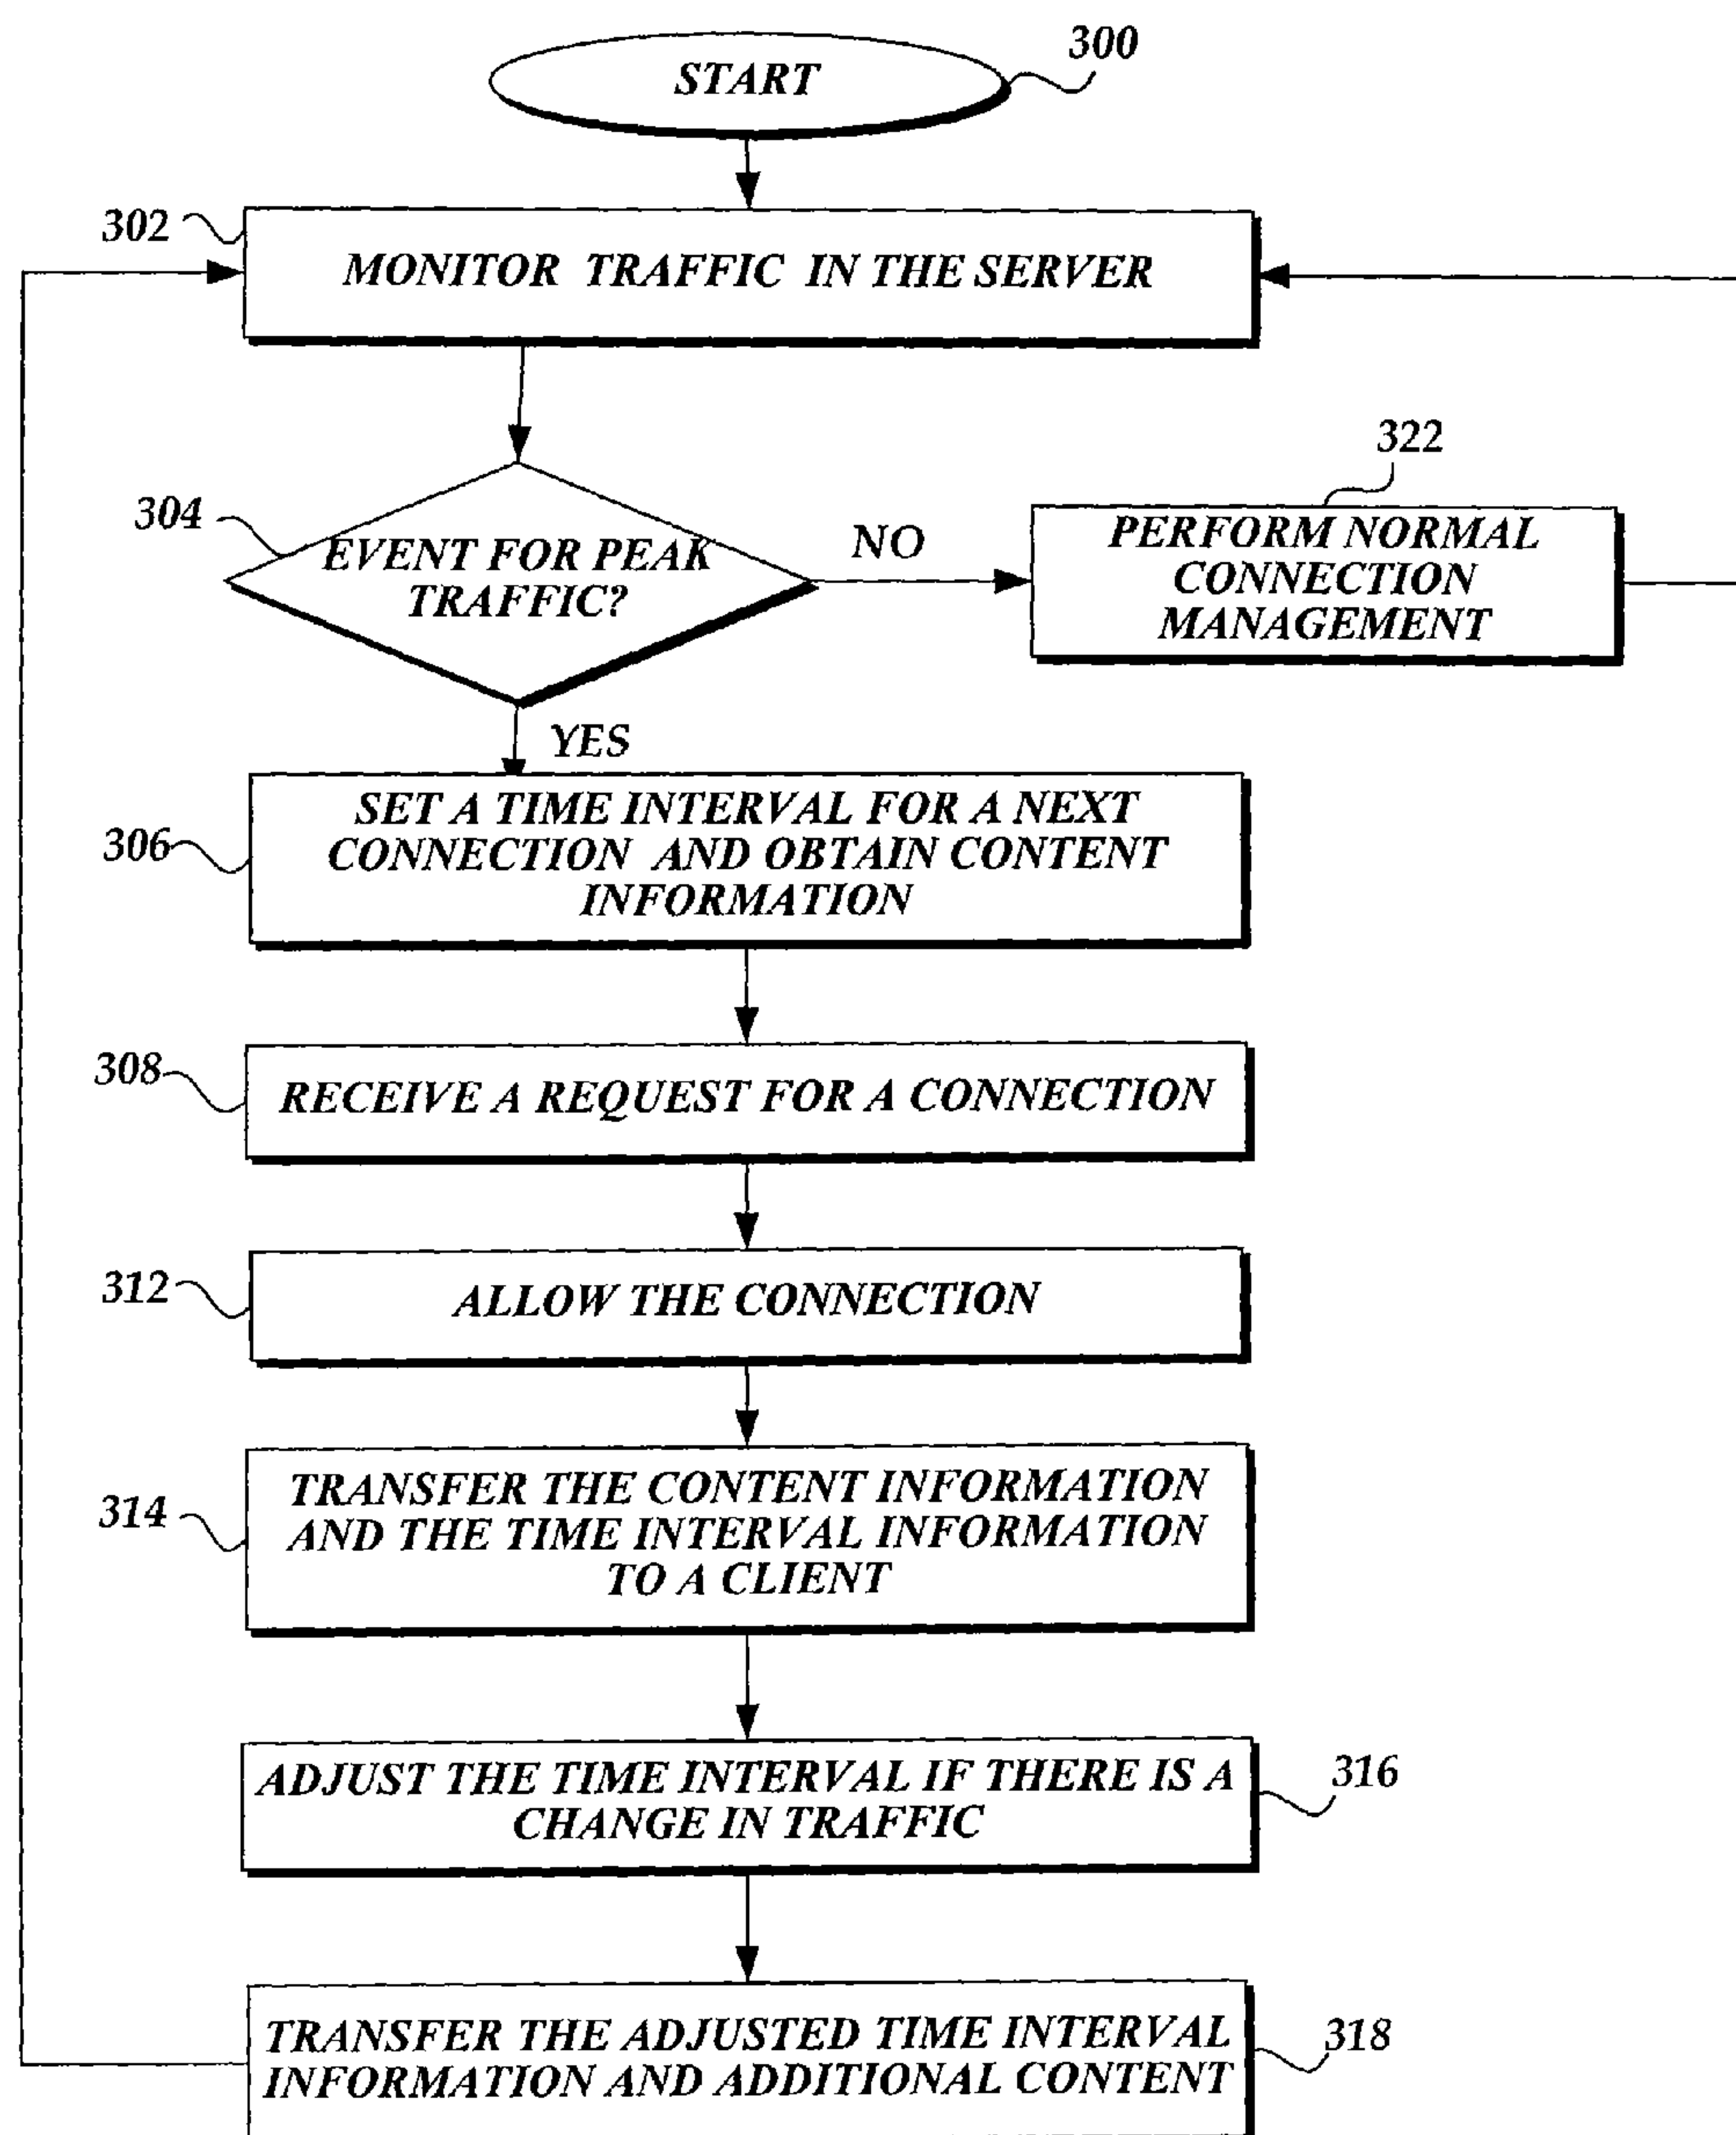 START
300
302
MONITOR TRAFFIC IN THE SERVER
322
304
EVENT FOR PEAK
TRAFFIC?
NO
PERFORM NORMAL
CONNECTION
MANAGEMENT
YES
306
SET A TIME INTERVAL FOR A NEXT
CONNECTION AND OBTAIN CONTENT
INFORMATION
308
RECEIVE A REQUEST FOR A CONNECTION
312
ALLOW THE CONNECTION
314
TRANSFER THE CONTENT INFORMATION
AND THE TIME INTERVAL INFORMATION
TO A CLIENT
ADJUST THE TIME INTERVAL IF THERE IS A
CHANGE IN TRAFFIC
316
TRANSFER THE ADJUSTED TIME INTERVAL
INFORMATION AND ADDITIONAL CONTENT
318